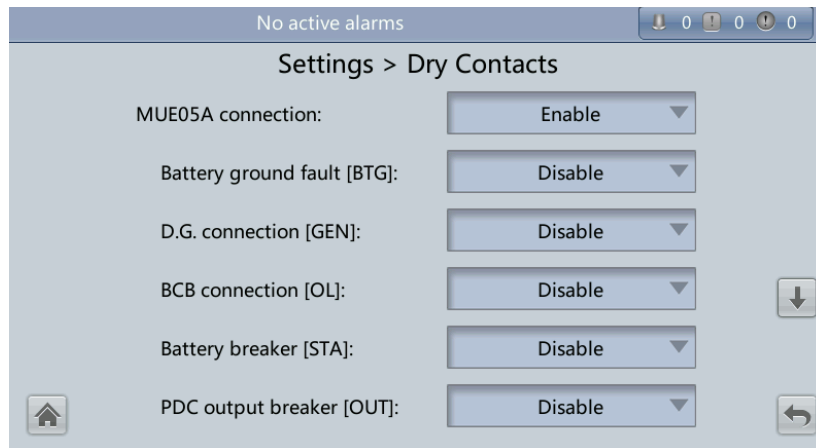 No active alarms 0 0 0
Settings > Dry Contacts
MUE05A connection: Enable
Battery ground fault [BTG]: Disable
D.G. connection [GEN]: Disable
BCB connection [OL]: Disable
Battery breaker [STA]: Disable
PDC output breaker [OUT]: Disable